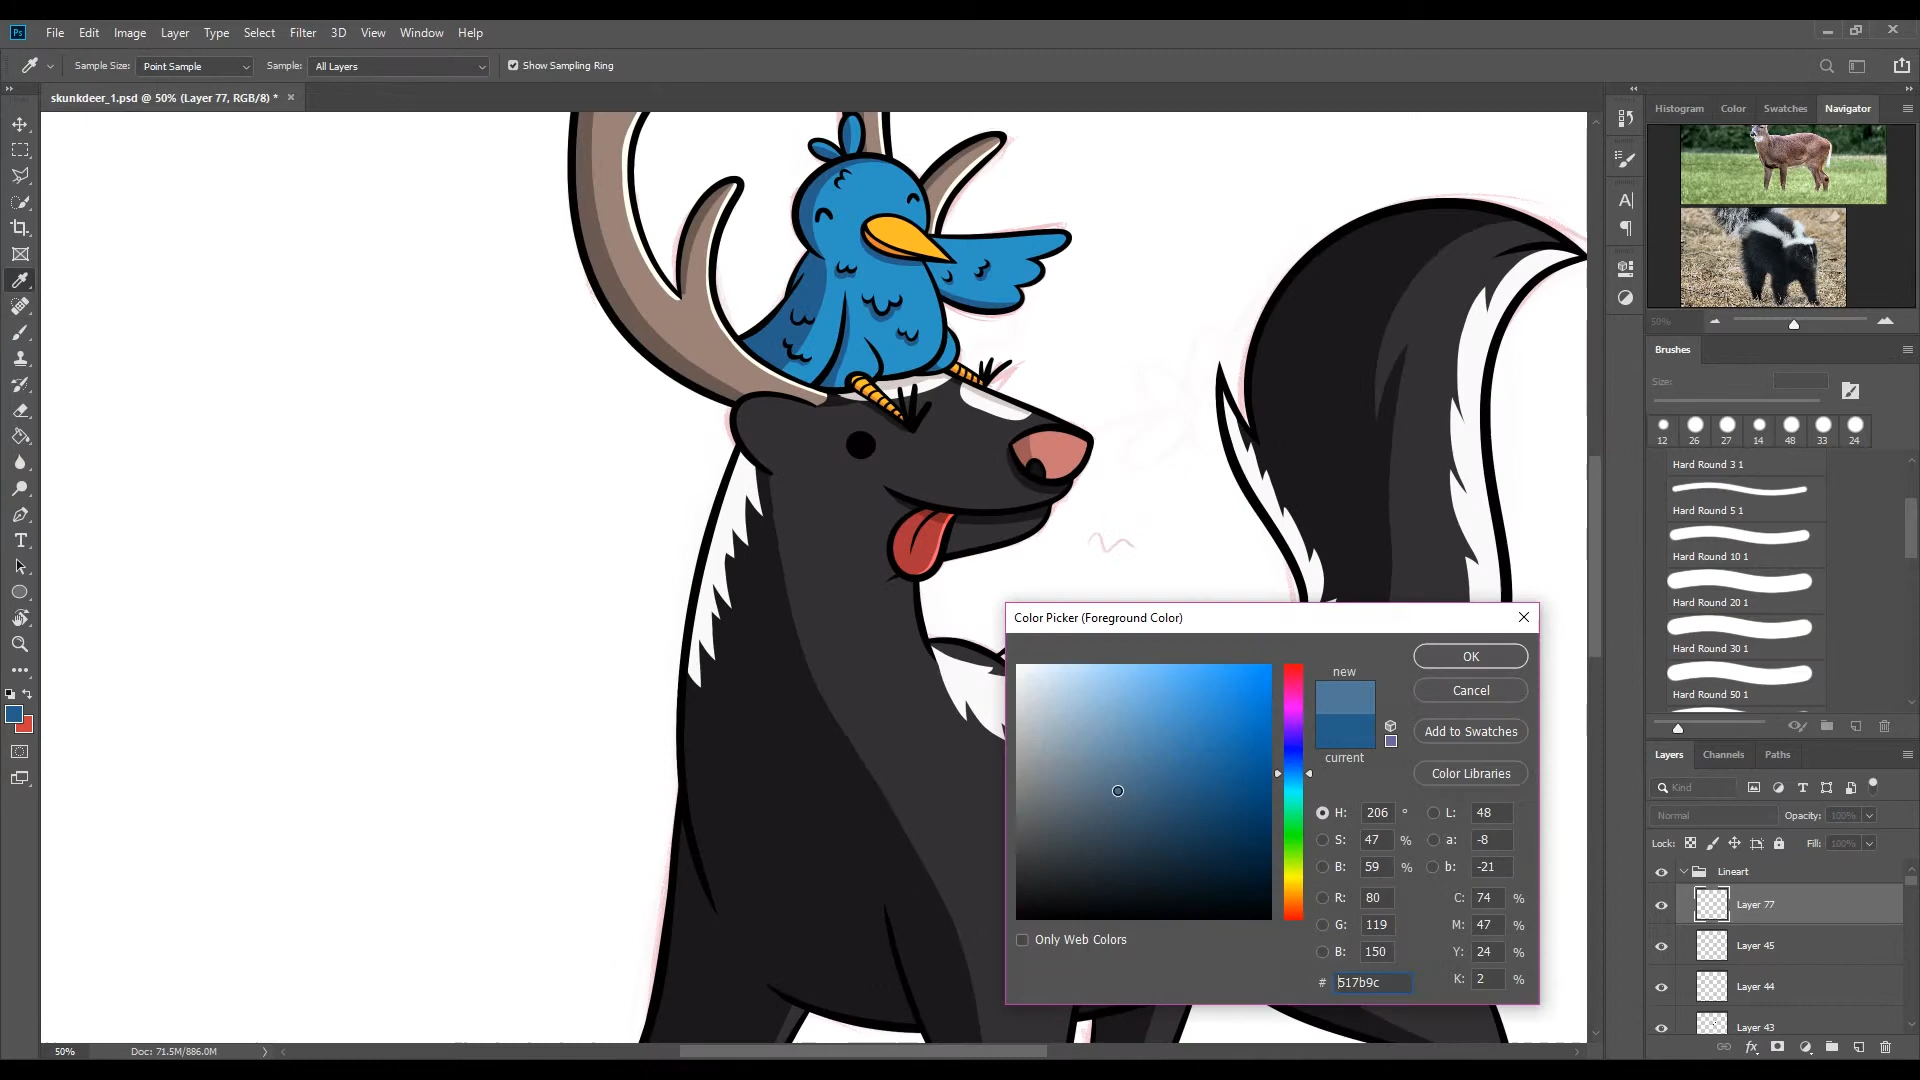 Ps File Edit Image Layer Type Select Filter 3D View Window Help
Sample Size: Point Sample Sample: All Layers Show Sampling Ring
skunkdeer_1.psd @ 50% (Layer 77, RGB/8) *
Histogram Color Swatches Navigator
50%
Brushes
Size:
12 26 27 14 48 33 24
Hard Round 3 1
Hard Round 5 1
Hard Round 10 1
Hard Round 20 1
Hard Round 30 1
Hard Round 50 1
Color Picker (Foreground Color)
new
current
OK
Cancel
Add to Swatches
Color Libraries
H: 206 ° L: 48
S: 47 % a: -8
B: 59 % b: -21
R: 80 C: 74 %
G: 119 M: 47 %
B: 150 Y: 24 %
# 517b9c K: 2 %
Only Web Colors
Layers Channels Paths
Kind
Normal Opacity: 100%
Lock: Fill: 100%
Lineart
Layer 77
Layer 45
Layer 44
Layer 43
50% Doc: 71.5M/886.0M